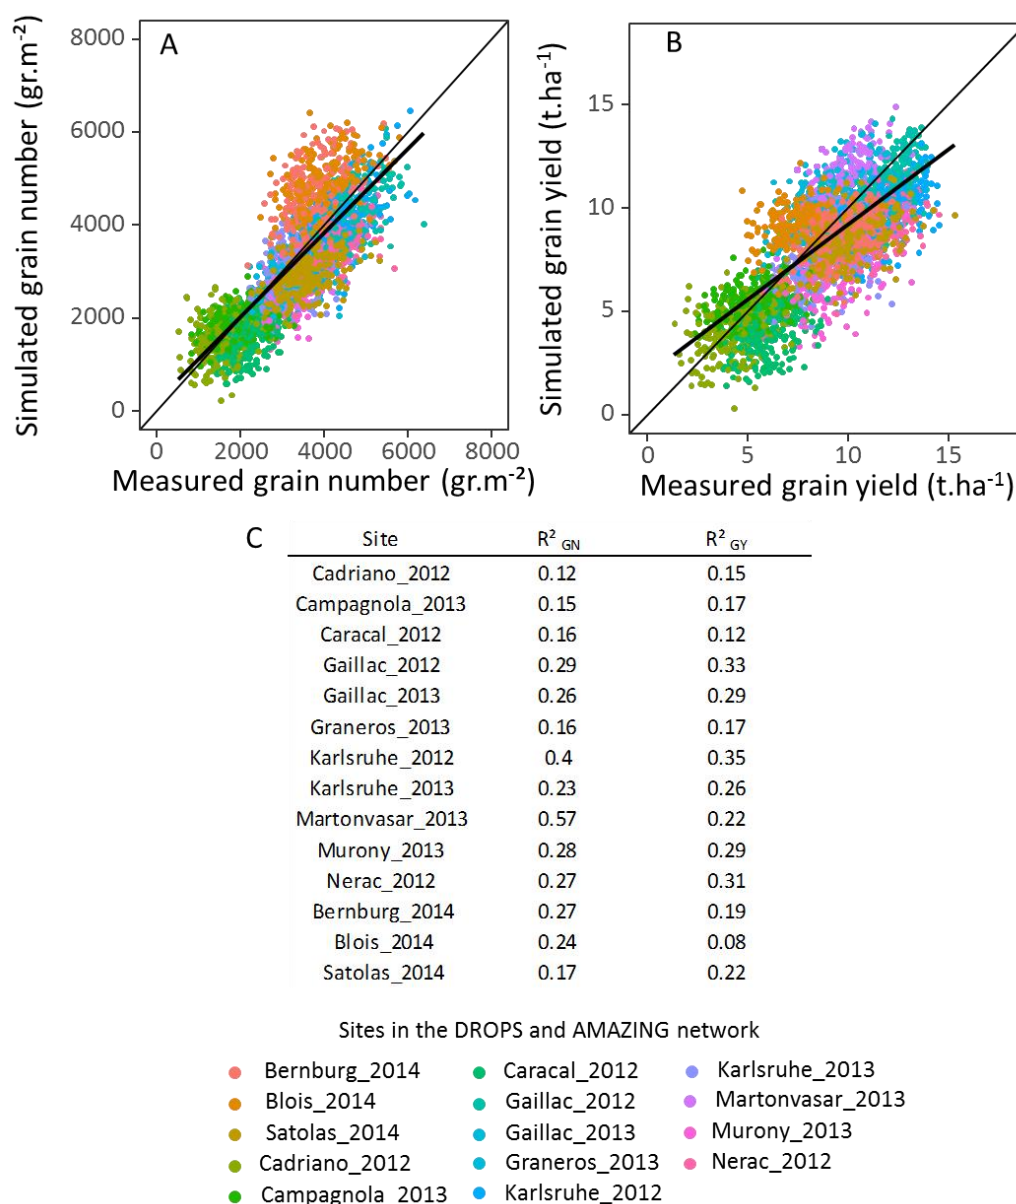 A
Simulated grain number (gr.m⁻²)
8000
6000
4000
2000
0
0 2000 4000 6000 8000
Measured grain number (gr.m⁻²)
B
Simulated grain yield (t.ha⁻¹)
15
10
5
0
0 5 10 15
Measured grain yield (t.ha⁻¹)
C
Site R² GN R² GY
Cadriano_2012 0.12 0.15
Campagnola_2013 0.15 0.17
Caracal_2012 0.16 0.12
Gaillac_2012 0.29 0.33
Gaillac_2013 0.26 0.29
Graneros_2013 0.16 0.17
Karlsruhe_2012 0.4 0.35
Karlsruhe_2013 0.23 0.26
Martonvasar_2013 0.57 0.22
Murony_2013 0.28 0.29
Nerac_2012 0.27 0.31
Bernburg_2014 0.27 0.19
Blois_2014 0.24 0.08
Satolas_2014 0.17 0.22
Sites in the DROPS and AMAZING network
Bernburg_2014 Caracal_2012 Karlsruhe_2013
Blois_2014 Gaillac_2012 Martonvasar_2013
Satolas_2014 Gaillac_2013 Murony_2013
Cadriano_2012 Graneros_2013 Nerac_2012
Campagnola_2013 Karlsruhe_2012